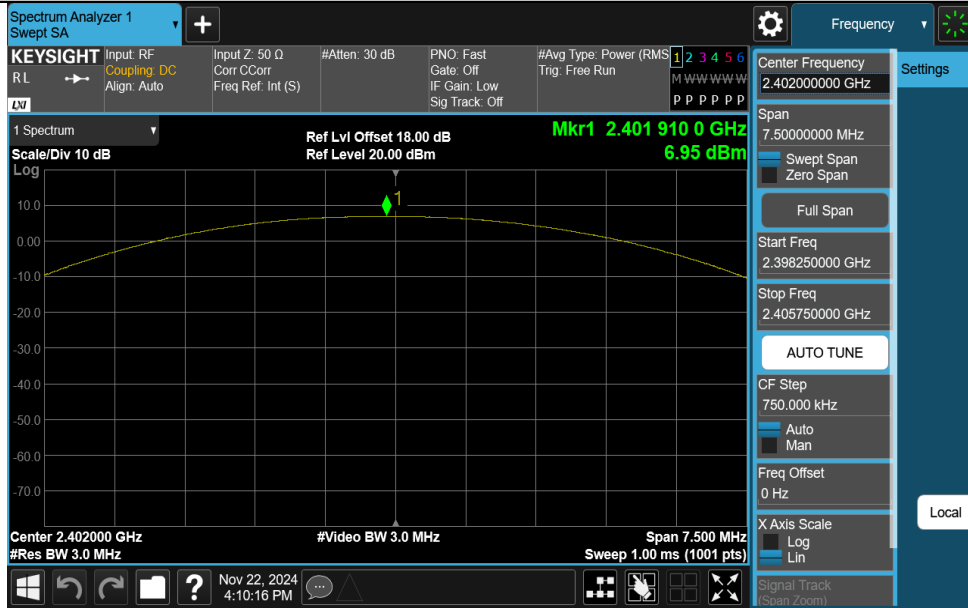 Spectrum Analyzer 1
Swept SA
+
Frequency
KEYSIGHT
RL
LXI
Input: RF
Coupling: DC
Align: Auto
Input Z: 50 Ω
Corr CCorr
Freq Ref: Int (S)
#Atten: 30 dB
PNO: Fast
Gate: Off
IF Gain: Low
Sig Track: Off
#Avg Type: Power (RMS
Trig: Free Run
1 2 3 4 5 6
M W W W W W
P P P P P P
1 Spectrum
Scale/Div 10 dB
Log
Ref Lvl Offset 18.00 dB
Ref Level 20.00 dBm
Mkr1 2.401 910 0 GHz
6.95 dBm
1
10.0
0.00
-10.0
-20.0
-30.0
-40.0
-50.0
-60.0
-70.0
Center 2.402000 GHz
#Res BW 3.0 MHz
#Video BW 3.0 MHz
Span 7.500 MHz
Sweep 1.00 ms (1001 pts)
Center Frequency
2.402000000 GHz
Span
7.50000000 MHz
Swept Span
Zero Span
Full Span
Start Freq
2.398250000 GHz
Stop Freq
2.405750000 GHz
AUTO TUNE
CF Step
750.000 kHz
Auto
Man
Freq Offset
0 Hz
X Axis Scale
Log
Lin
Signal Track
(Span Zoom)
Settings
Local
?
Nov 22, 2024
4:10:16 PM